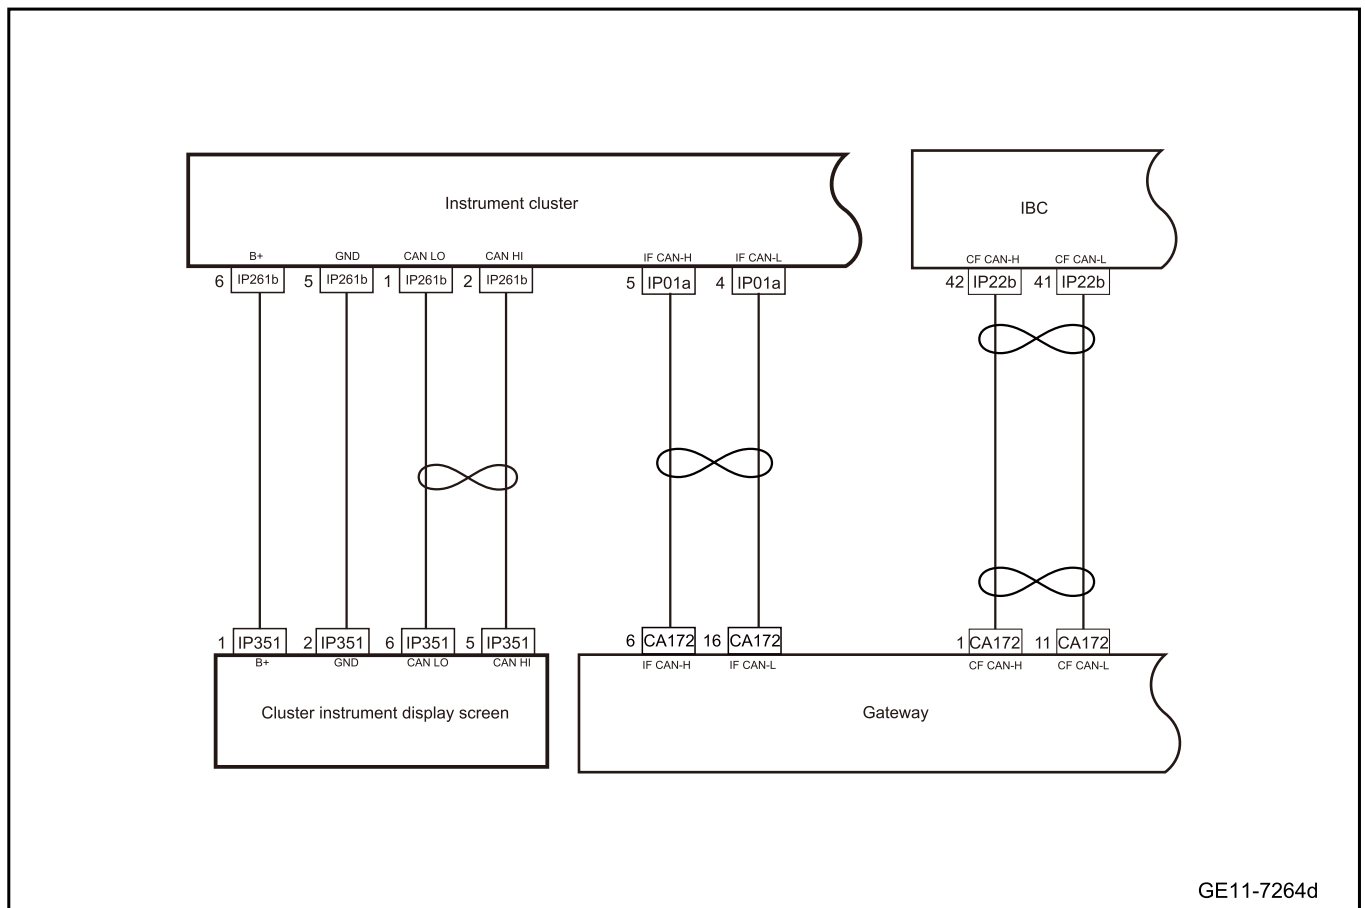 Instrument cluster
IBC
B+ GND CAN LO CAN HI IF CAN-H IF CAN-L CF CAN-H CF CAN-L
6 IP261b 5 IP261b 1 IP261b 2 IP261b 5 IP01a 4 IP01a 42 IP22b 41 IP22b
1 IP351 2 IP351 6 IP351 5 IP351 6 CA172 16 CA172 1 CA172 11 CA172
B+ GND CAN LO CAN HI IF CAN-H IF CAN-L CF CAN-H CF CAN-L
Cluster instrument display screen
Gateway
GE11-7264d